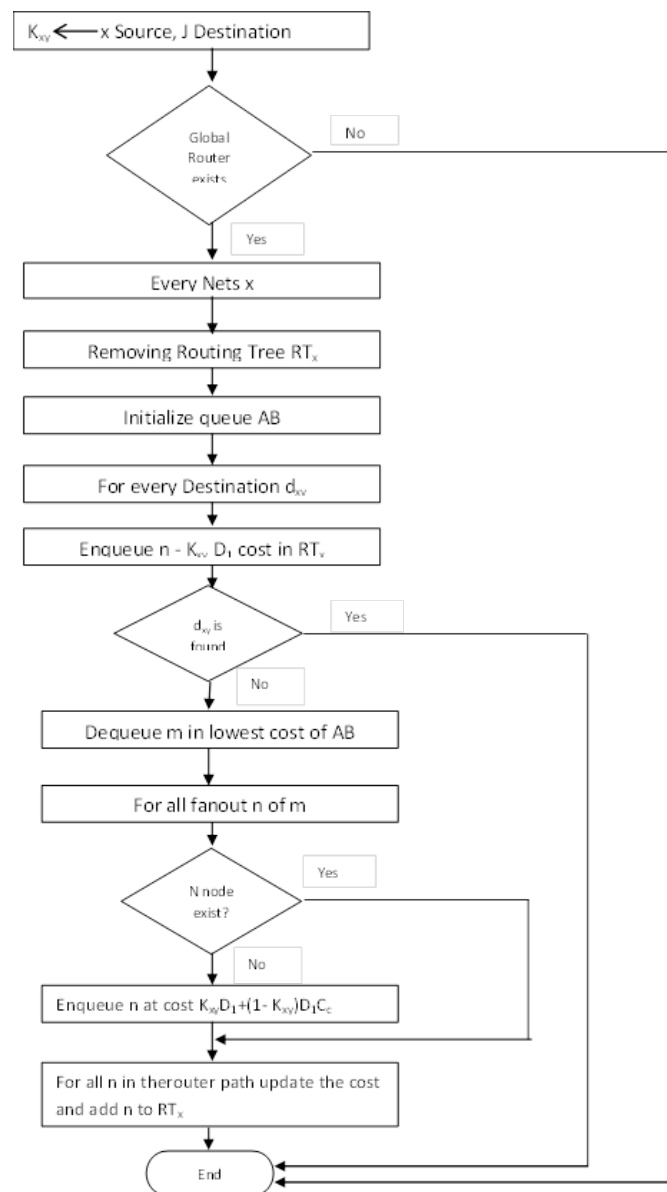 K_xy ← x Source, J Destination
Global
Router
exists
No
Yes
Every Nets x
Removing Routing Tree RT_x
Initialize queue AB
For every Destination d_xy
Enqueue n - K_xy D_1 cost in RT_x
d_xy is
found
Yes
No
Dequeue m in lowest cost of AB
For all fanout n of m
N node
exist?
Yes
No
Enqueue n at cost K_xyD_1+(1- K_xy)D_1C_c
For all n in therouter path update the cost
and add n to RT_x
End